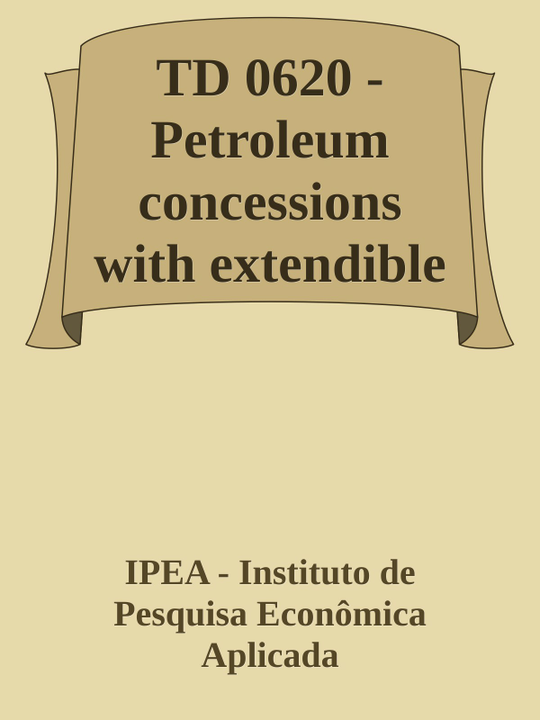 TD 0620 -
Petroleum
concessions
with extendible
IPEA - Instituto de
Pesquisa Econômica
Aplicada